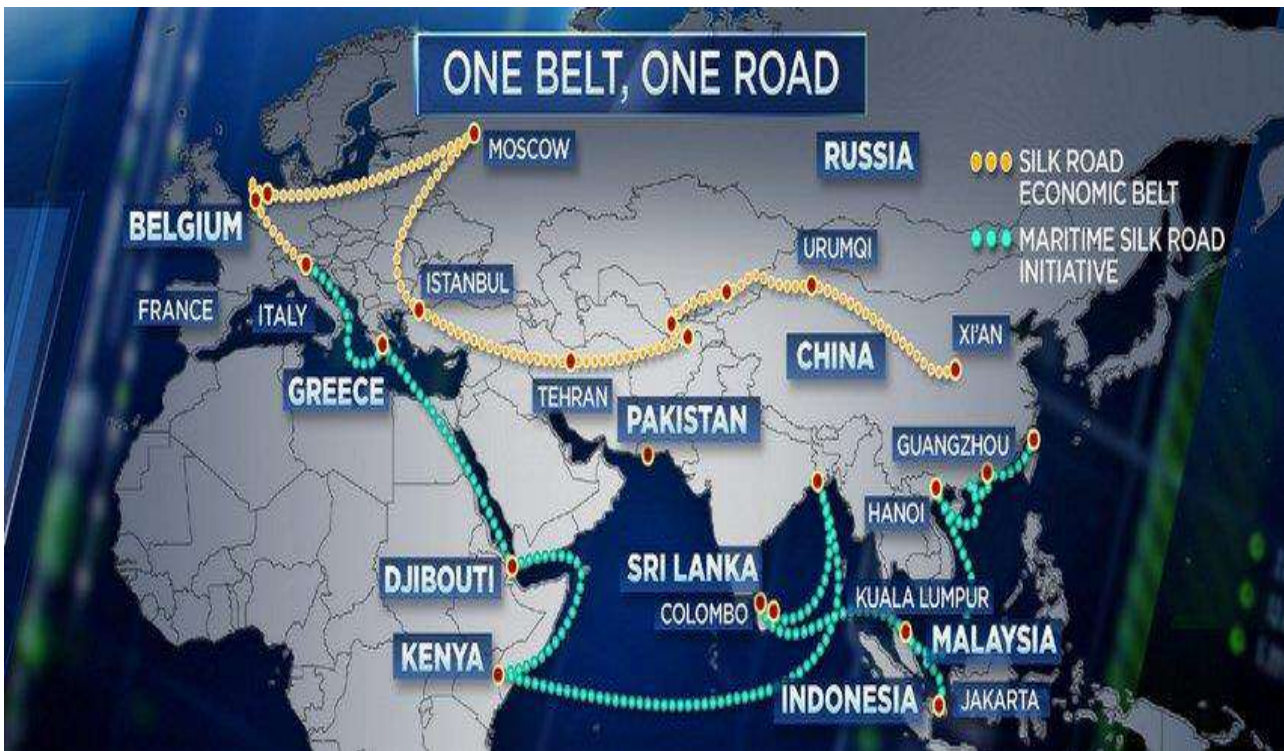 ONE BELT, ONE ROAD
MOSCOW
RUSSIA
SILK ROAD
ECONOMIC BELT
MARITIME SILK ROAD
INITIATIVE
BELGIUM
URUMQI
ISTANBUL
FRANCE
ITALY
XI'AN
CHINA
GREECE
TEHRAN
PAKISTAN
GUANGZHOU
HANOI
DJIBOUTI
SRI LANKA
COLOMBO
KUALA LUMPUR
MALAYSIA
KENYA
INDONESIA
JAKARTA